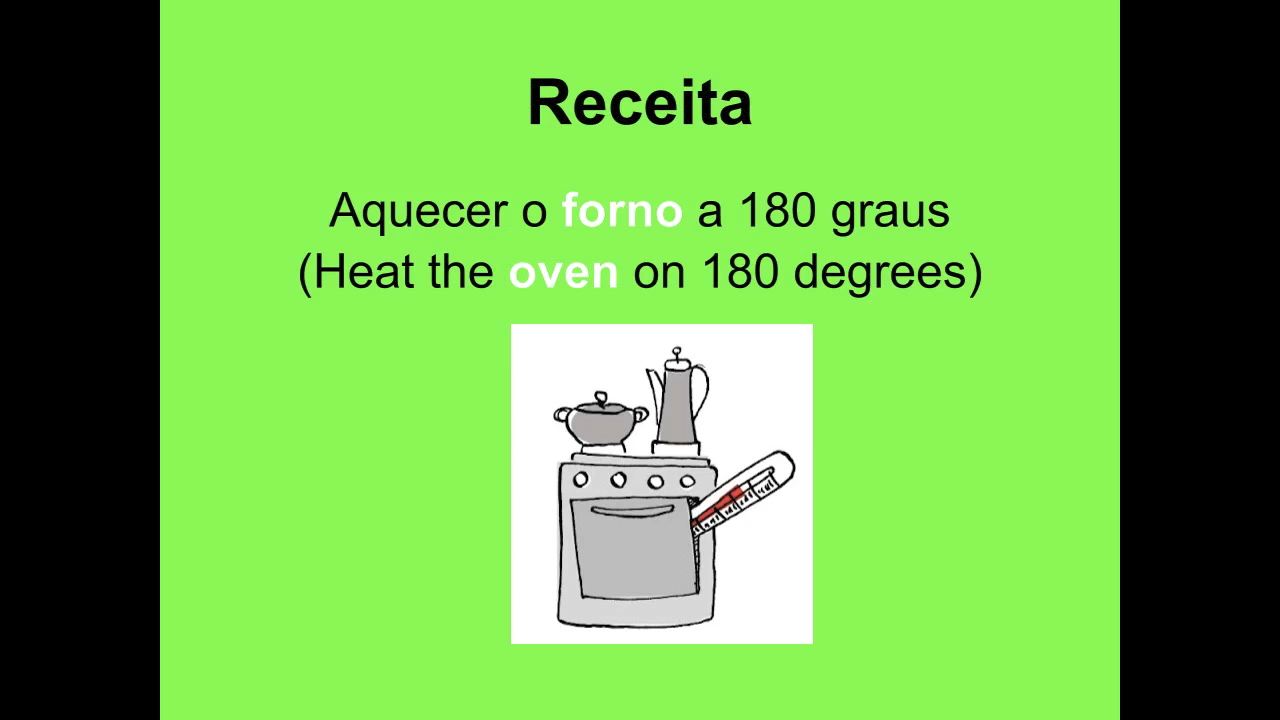 Receita
Aquecer o forno a 180 graus
(Heat the oven on 180 degrees)